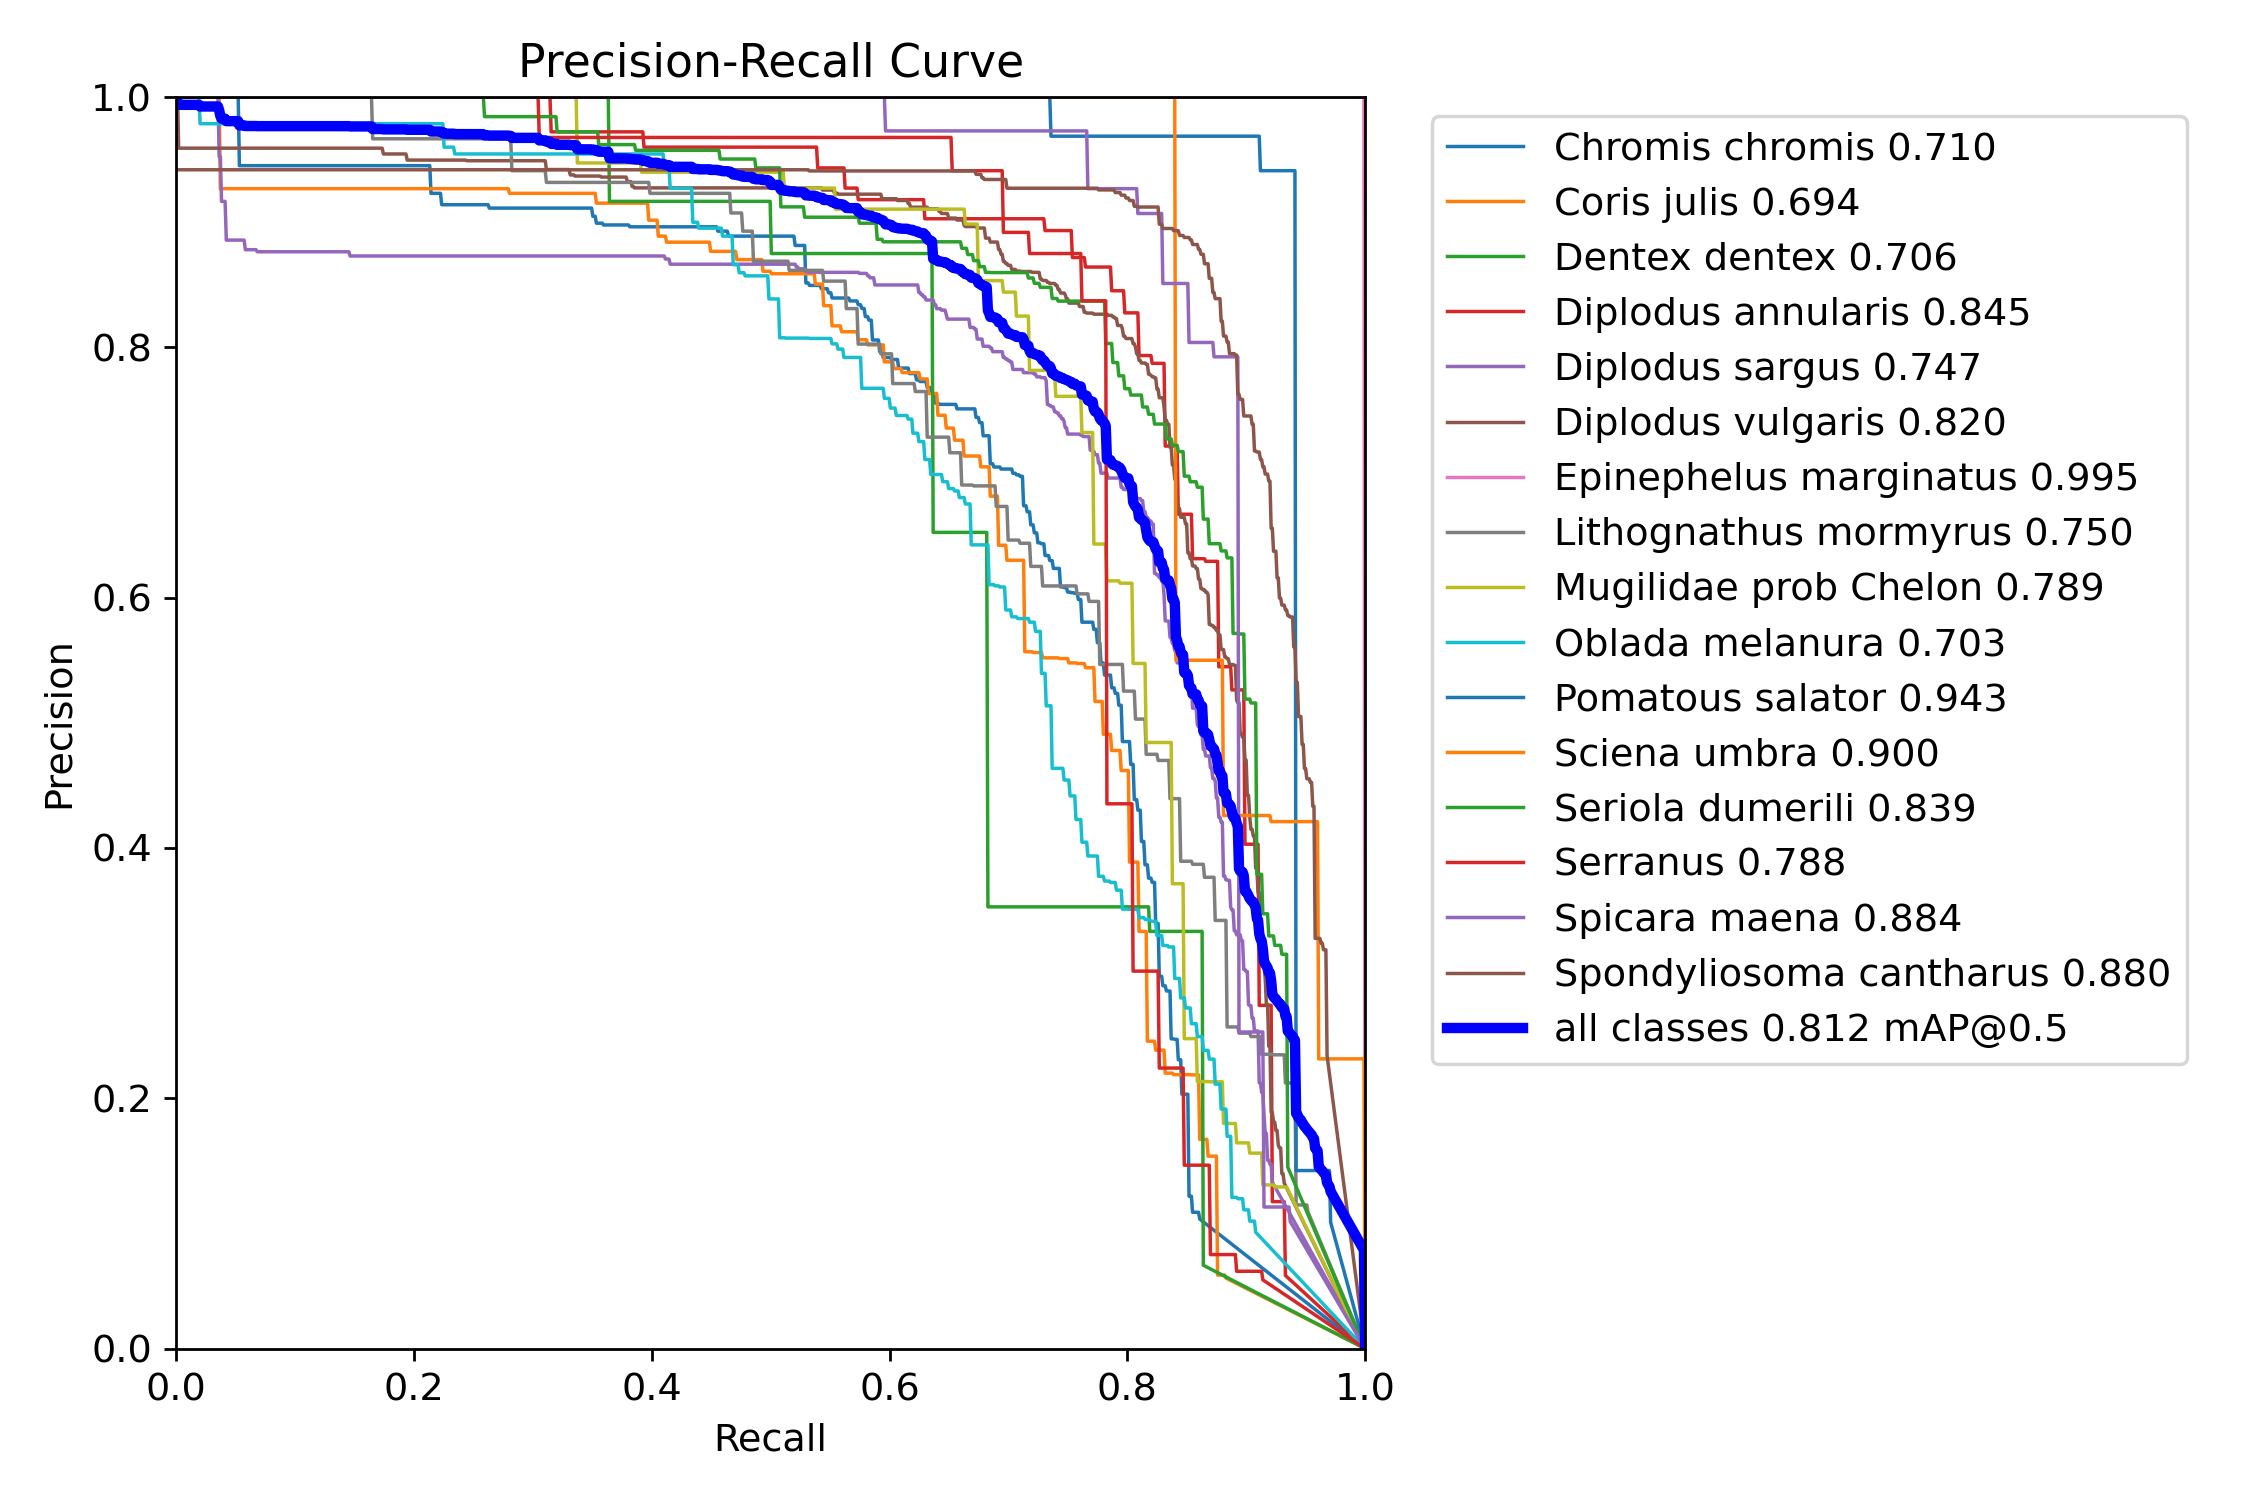 Precision-Recall Curve
1.0
0.8
0.6
0.4
0.2
0.0
Precision
0.0 0.2 0.4 0.6 0.8 1.0
Recall
Chromis chromis 0.710
Coris julis 0.694
Dentex dentex 0.706
Diplodus annularis 0.845
Diplodus sargus 0.747
Diplodus vulgaris 0.820
Epinephelus marginatus 0.995
Lithognathus mormyrus 0.750
Mugilidae prob Chelon 0.789
Oblada melanura 0.703
Pomatous salator 0.943
Sciena umbra 0.900
Seriola dumerili 0.839
Serranus 0.788
Spicara maena 0.884
Spondyliosoma cantharus 0.880
all classes 0.812 mAP@0.5